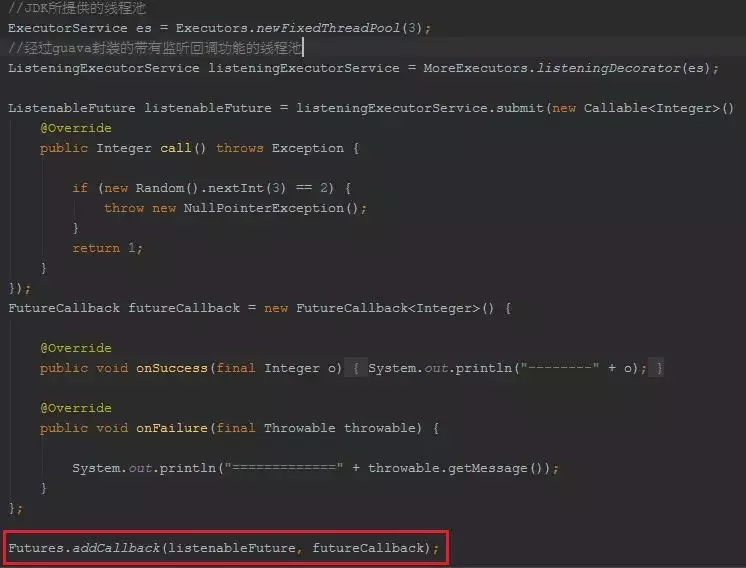 //JDK所提供的线程池
ExecutorService es = Executors.newFixedThreadPool(3);
//经过guava封装的带有监听回调功能的线程池
ListeningExecutorService listeningExecutorService = MoreExecutors.listeningDecorator(es);
ListenableFuture listenableFuture = listeningExecutorService.submit(new Callable<Integer>()
@Override
public Integer call() throws Exception {
if (new Random().nextInt(3) == 2) {
throw new NullPointerException();
}
return 1;
}
});
FutureCallback futureCallback = new FutureCallback<Integer>() {
@Override
public void onSuccess(final Integer o) { System.out.println("--------" + o); }
@Override
public void onFailure(final Throwable throwable) {
System.out.println("=============" + throwable.getMessage());
}
};
Futures.addCallback(listenableFuture, futureCallback);